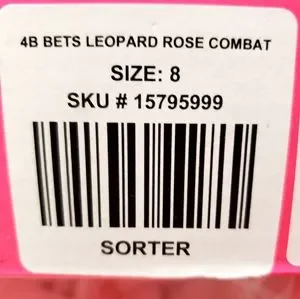 4B BETS LEOPARD ROSE COMBAT
SIZE: 8
SKU # 15795999
SORTER